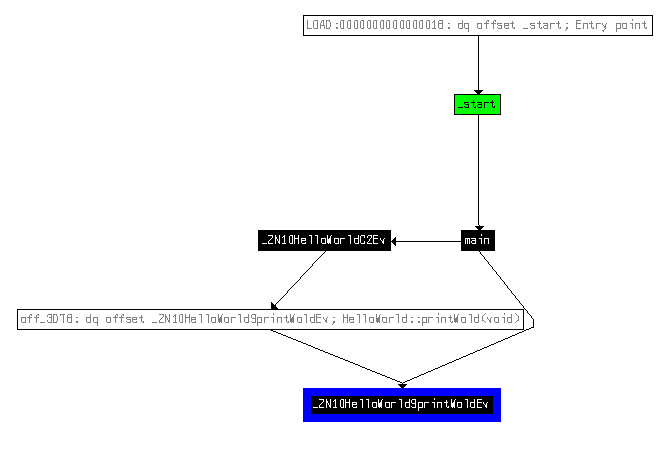 LOAD:0000000000000018: dq offset _start; Entry point
_start
_ZN10HelloWorldC2Ev main
off_3D78: dq offset _ZN10HelloWorld9printWoldEv; HelloWorld::printWold(void)
_ZN10HelloWorld9printWoldEv